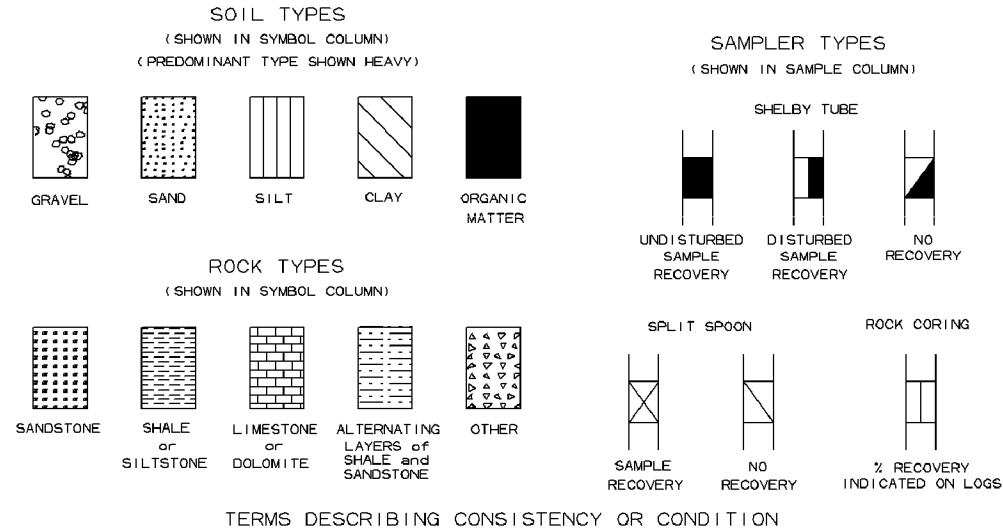 SOIL TYPES
(SHOWN IN SYMBOL COLUMN)
(PREDOMINANT TYPE SHOWN HEAVY)
GRAVEL
SAND
SILT
CLAY
ORGANIC
MATTER
ROCK TYPES
(SHOWN IN SYMBOL COLUMN)
SANDSTONE
SHALE
or
SILTSTONE
LIMESTONE
or
DOLOMITE
ALTERNATING
LAYERS of
SHALE and
SANDSTONE
OTHER
SAMPLER TYPES
(SHOWN IN SAMPLE COLUMN)
SHELBY TUBE
UNDISTURBED
SAMPLE
RECOVERY
DISTURBED
SAMPLE
RECOVERY
NO
RECOVERY
SPLIT SPOON
SAMPLE
RECOVERY
NO
RECOVERY
ROCK CORING
% RECOVERY
INDICATED ON LOGS
TERMS DESCRIBING CONSISTENCY OR CONDITION